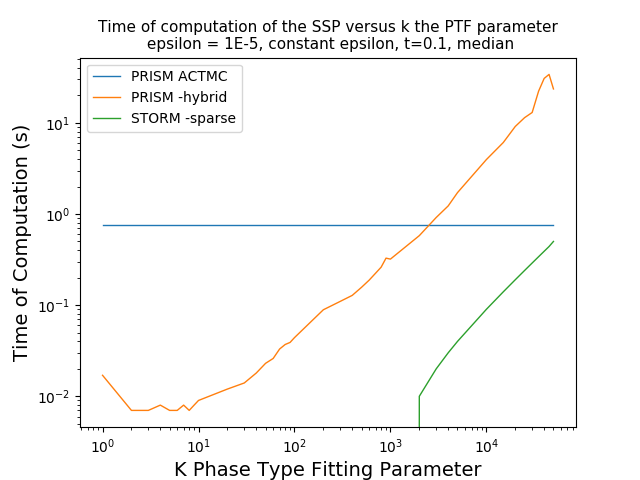 Time of computation of the SSP versus k the PTF parameter
epsilon = 1E-5, constant epsilon, t=0.1, median
PRISM ACTMC
PRISM -hybrid
STORM -sparse
Time of Computation (s)
10¹
10⁰
10⁻¹
10⁻²
10⁰ 10¹ 10² 10³ 10⁴
K Phase Type Fitting Parameter